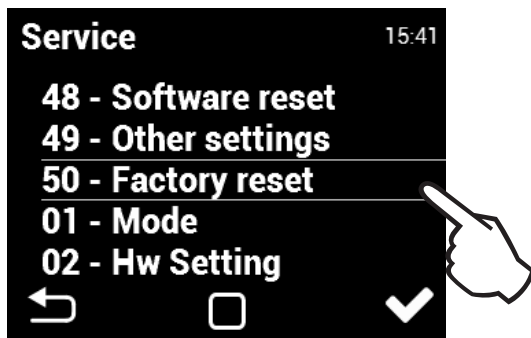 Service
15:41
48 - Software reset
49 - Other settings
50 - Factory reset
01 - Mode
02 - Hw Setting